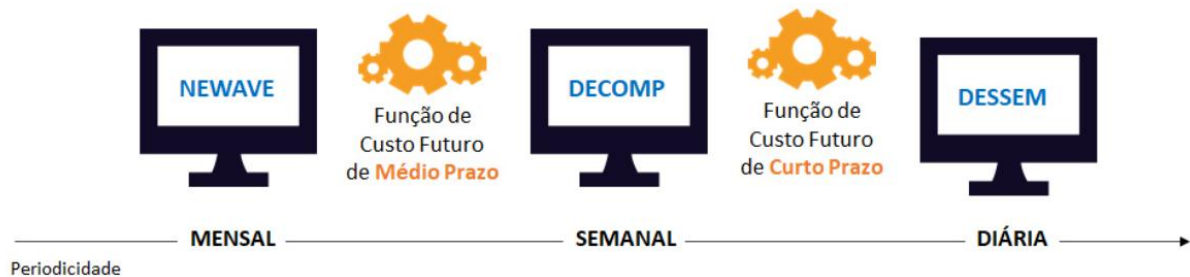 NEWAVE
Função de
Custo Futuro
de Médio Prazo
DECOMP
Função de
Custo Futuro
de Curto Prazo
DESSEM
MENSAL
SEMANAL
DIÁRIA
Periodicidade